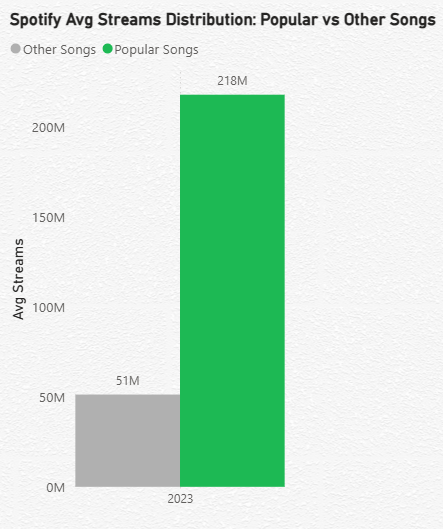 Spotify Avg Streams Distribution: Popular vs Other Songs
Other Songs Popular Songs
218M
200M
150M
Avg Streams
100M
51M
50M
0M
2023